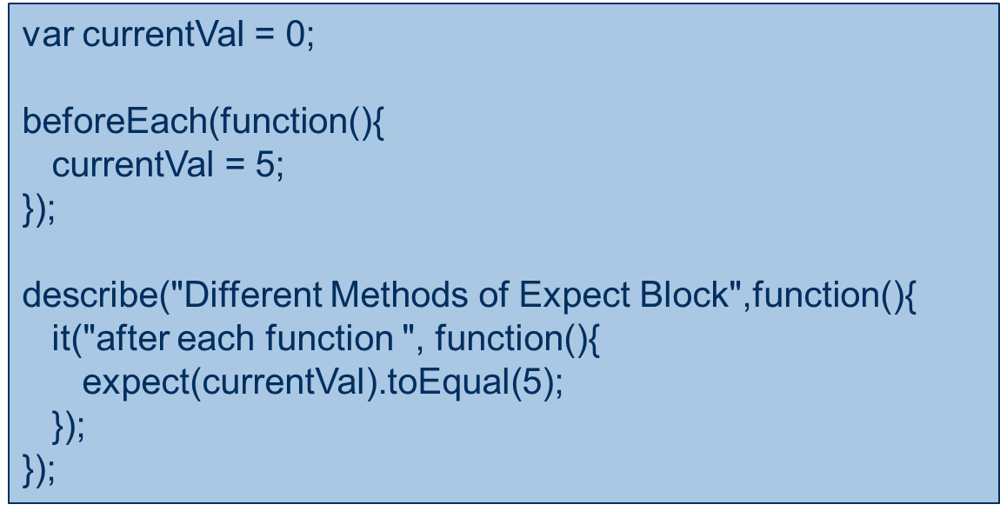 var currentVal = 0;
beforeEach(function(){
currentVal = 5;
});
describe("Different Methods of Expect Block",function(){
it("after each function ", function(){
expect(currentVal).toEqual(5);
});
});